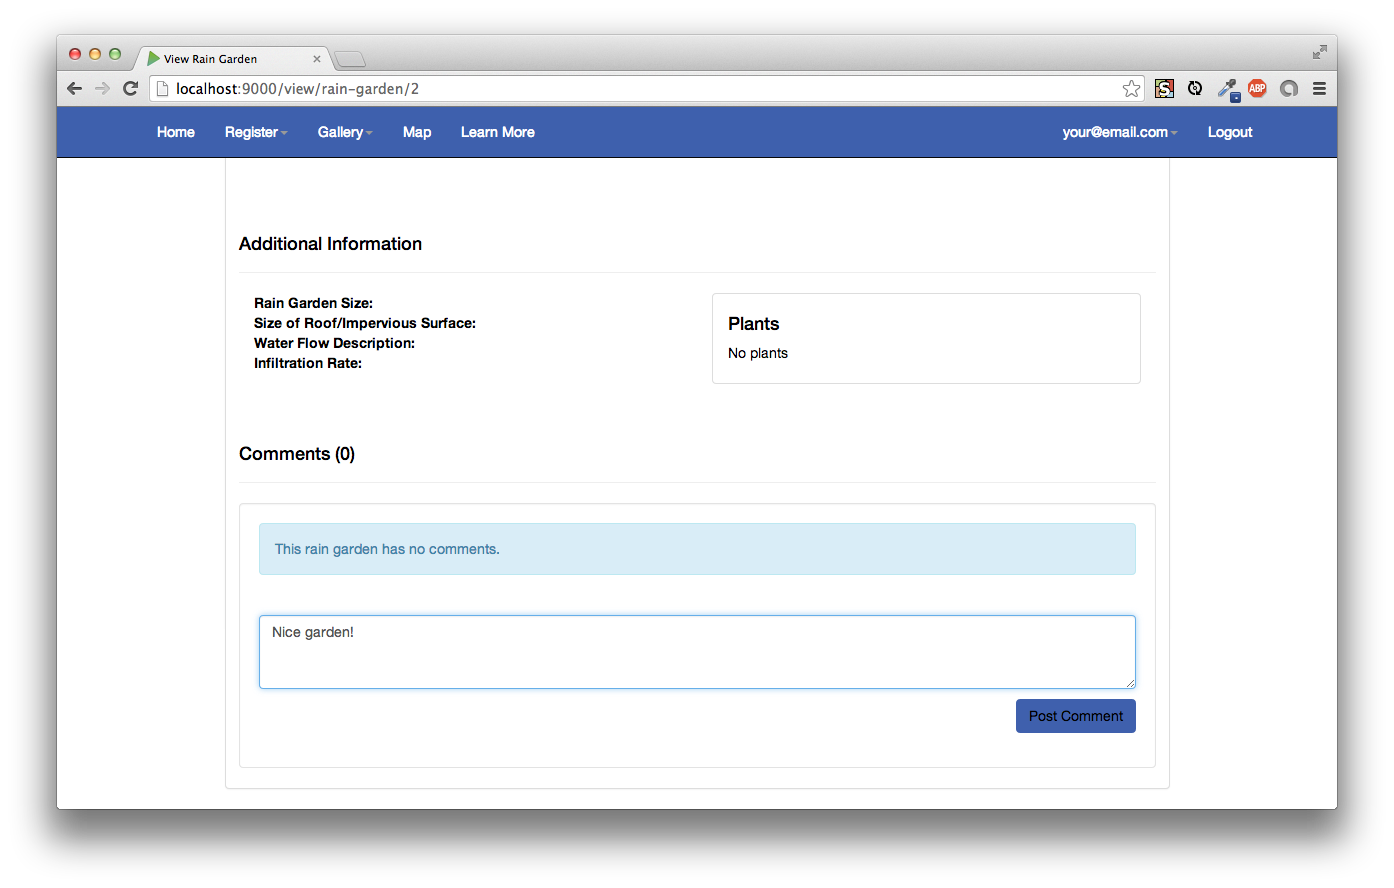 View Rain Garden
localhost:9000/view/rain-garden/2
ABP
Home Register Gallery Map Learn More your@email.com Logout
Additional Information
Rain Garden Size:
Size of Roof/Impervious Surface:
Water Flow Description:
Infiltration Rate:
Plants
No plants
Comments (0)
This rain garden has no comments.
Nice garden!
Post Comment